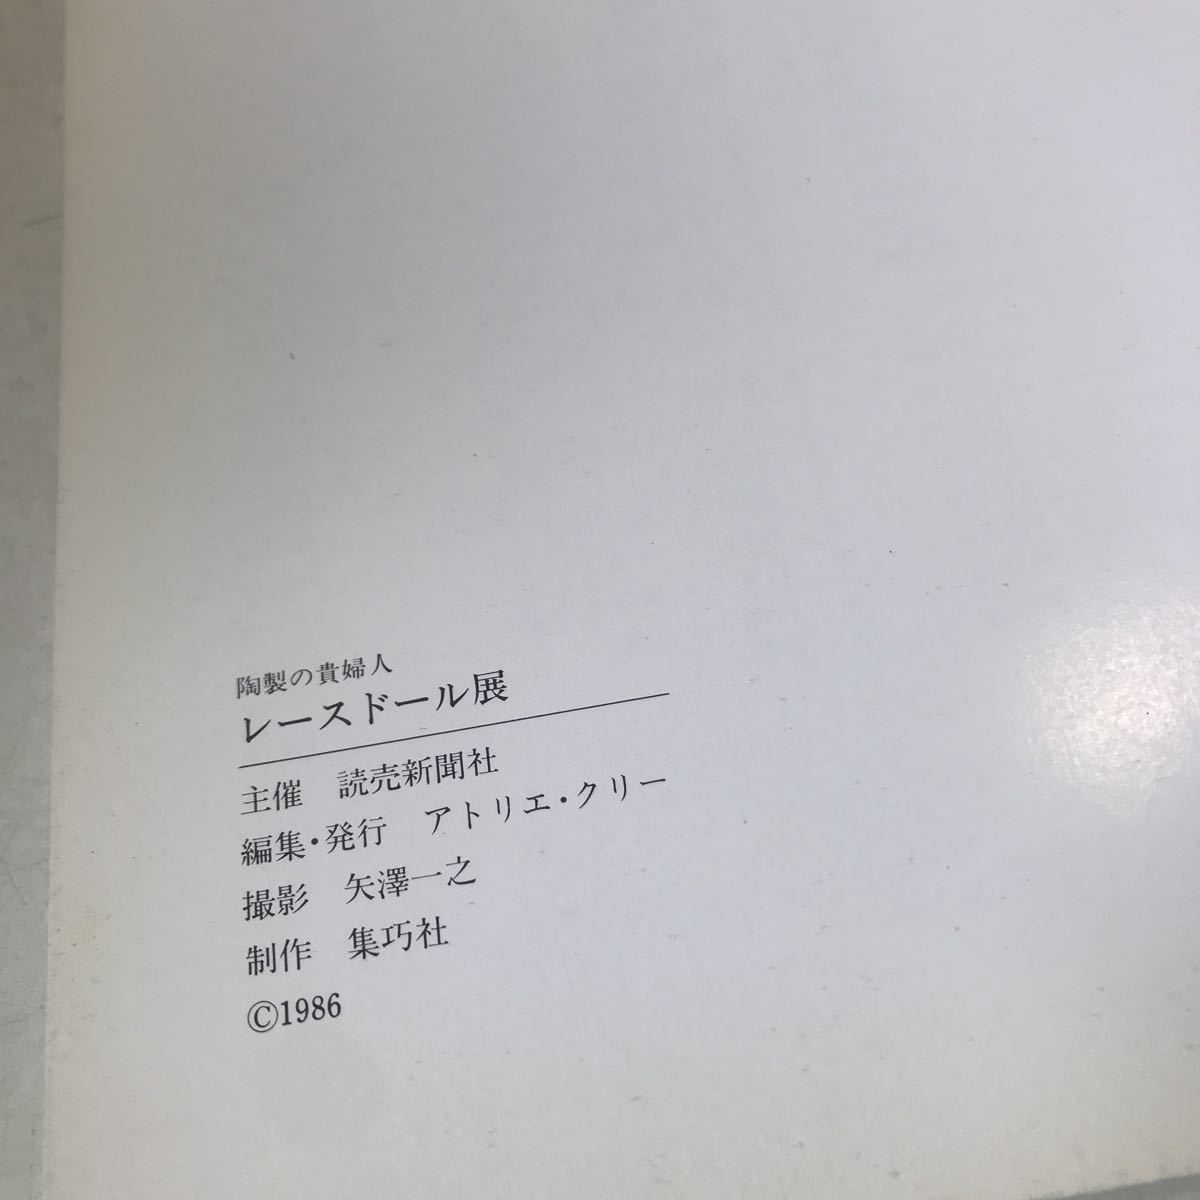 陶製の貴婦人
レースドール展
主催　読売新聞社
編集・発行　アトリエ・クリー
撮影　矢澤一之
制作　集巧社
©1986